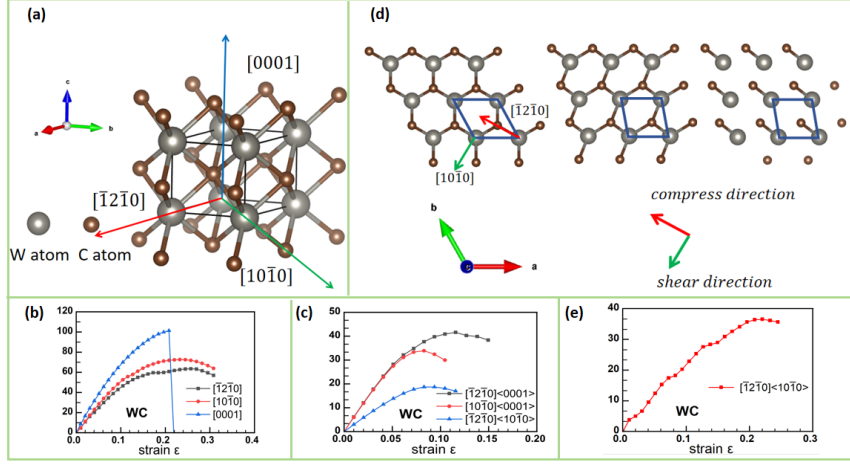 (a)
[0001]
c
a
b
[1̅21̅0]
W atom C atom
[101̅0]
(d)
[1̅21̅0]
[101̅0]
b
a
compress direction
shear direction
(b)
120
100
80
60
40
20
0
WC
[1̅21̅0]
[101̅0]
[0001]
0.0 0.1 0.2 0.3 0.4
strain ε
(c)
50
40
30
20
10
0
WC
[1̅21̅0]<0001>
[101̅0]<0001>
[1̅21̅0]<101̅0>
0.00 0.05 0.10 0.15 0.20
strain ε
(e)
40
30
20
10
0
WC
[1̅21̅0]<101̅0>
0.0 0.1 0.2 0.3
strain ε